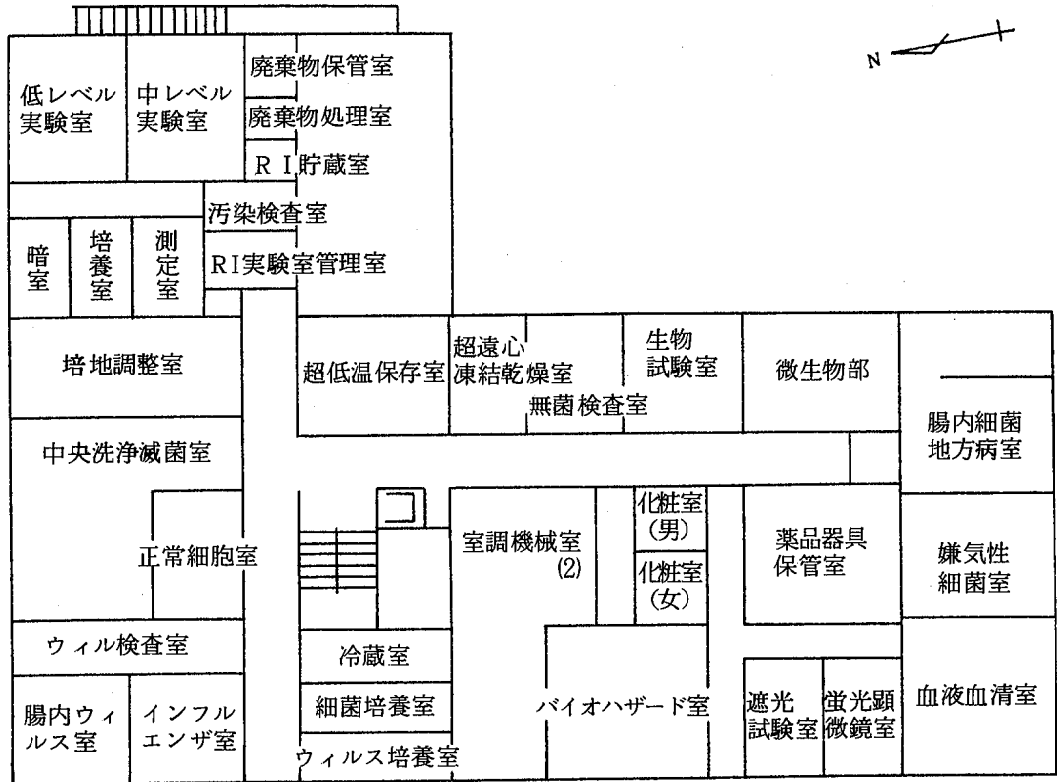 N
廃棄物保管室
低レベル
実験室
中レベル
実験室
廃棄物処理室
RI貯蔵室
汚染検査室
暗室
培養室
測定室
RI実験室管理室
培地調整室
超低温保存室
超遠心
凍結乾燥室
無菌検査室
生物
試験室
微生物部
腸内細菌
地方病室
中央洗浄滅菌室
正常細胞室
室調機械室
(2)
化粧室
(男)
化粧室
(女)
薬品器具
保管室
嫌気性
細菌室
ウィル検査室
冷蔵室
腸内ウィ
ルス室
インフル
エンザ室
細菌培養室
ウィルス培養室
バイオハザード室
遮光
試験室
蛍光顕
微鏡室
血液血清室